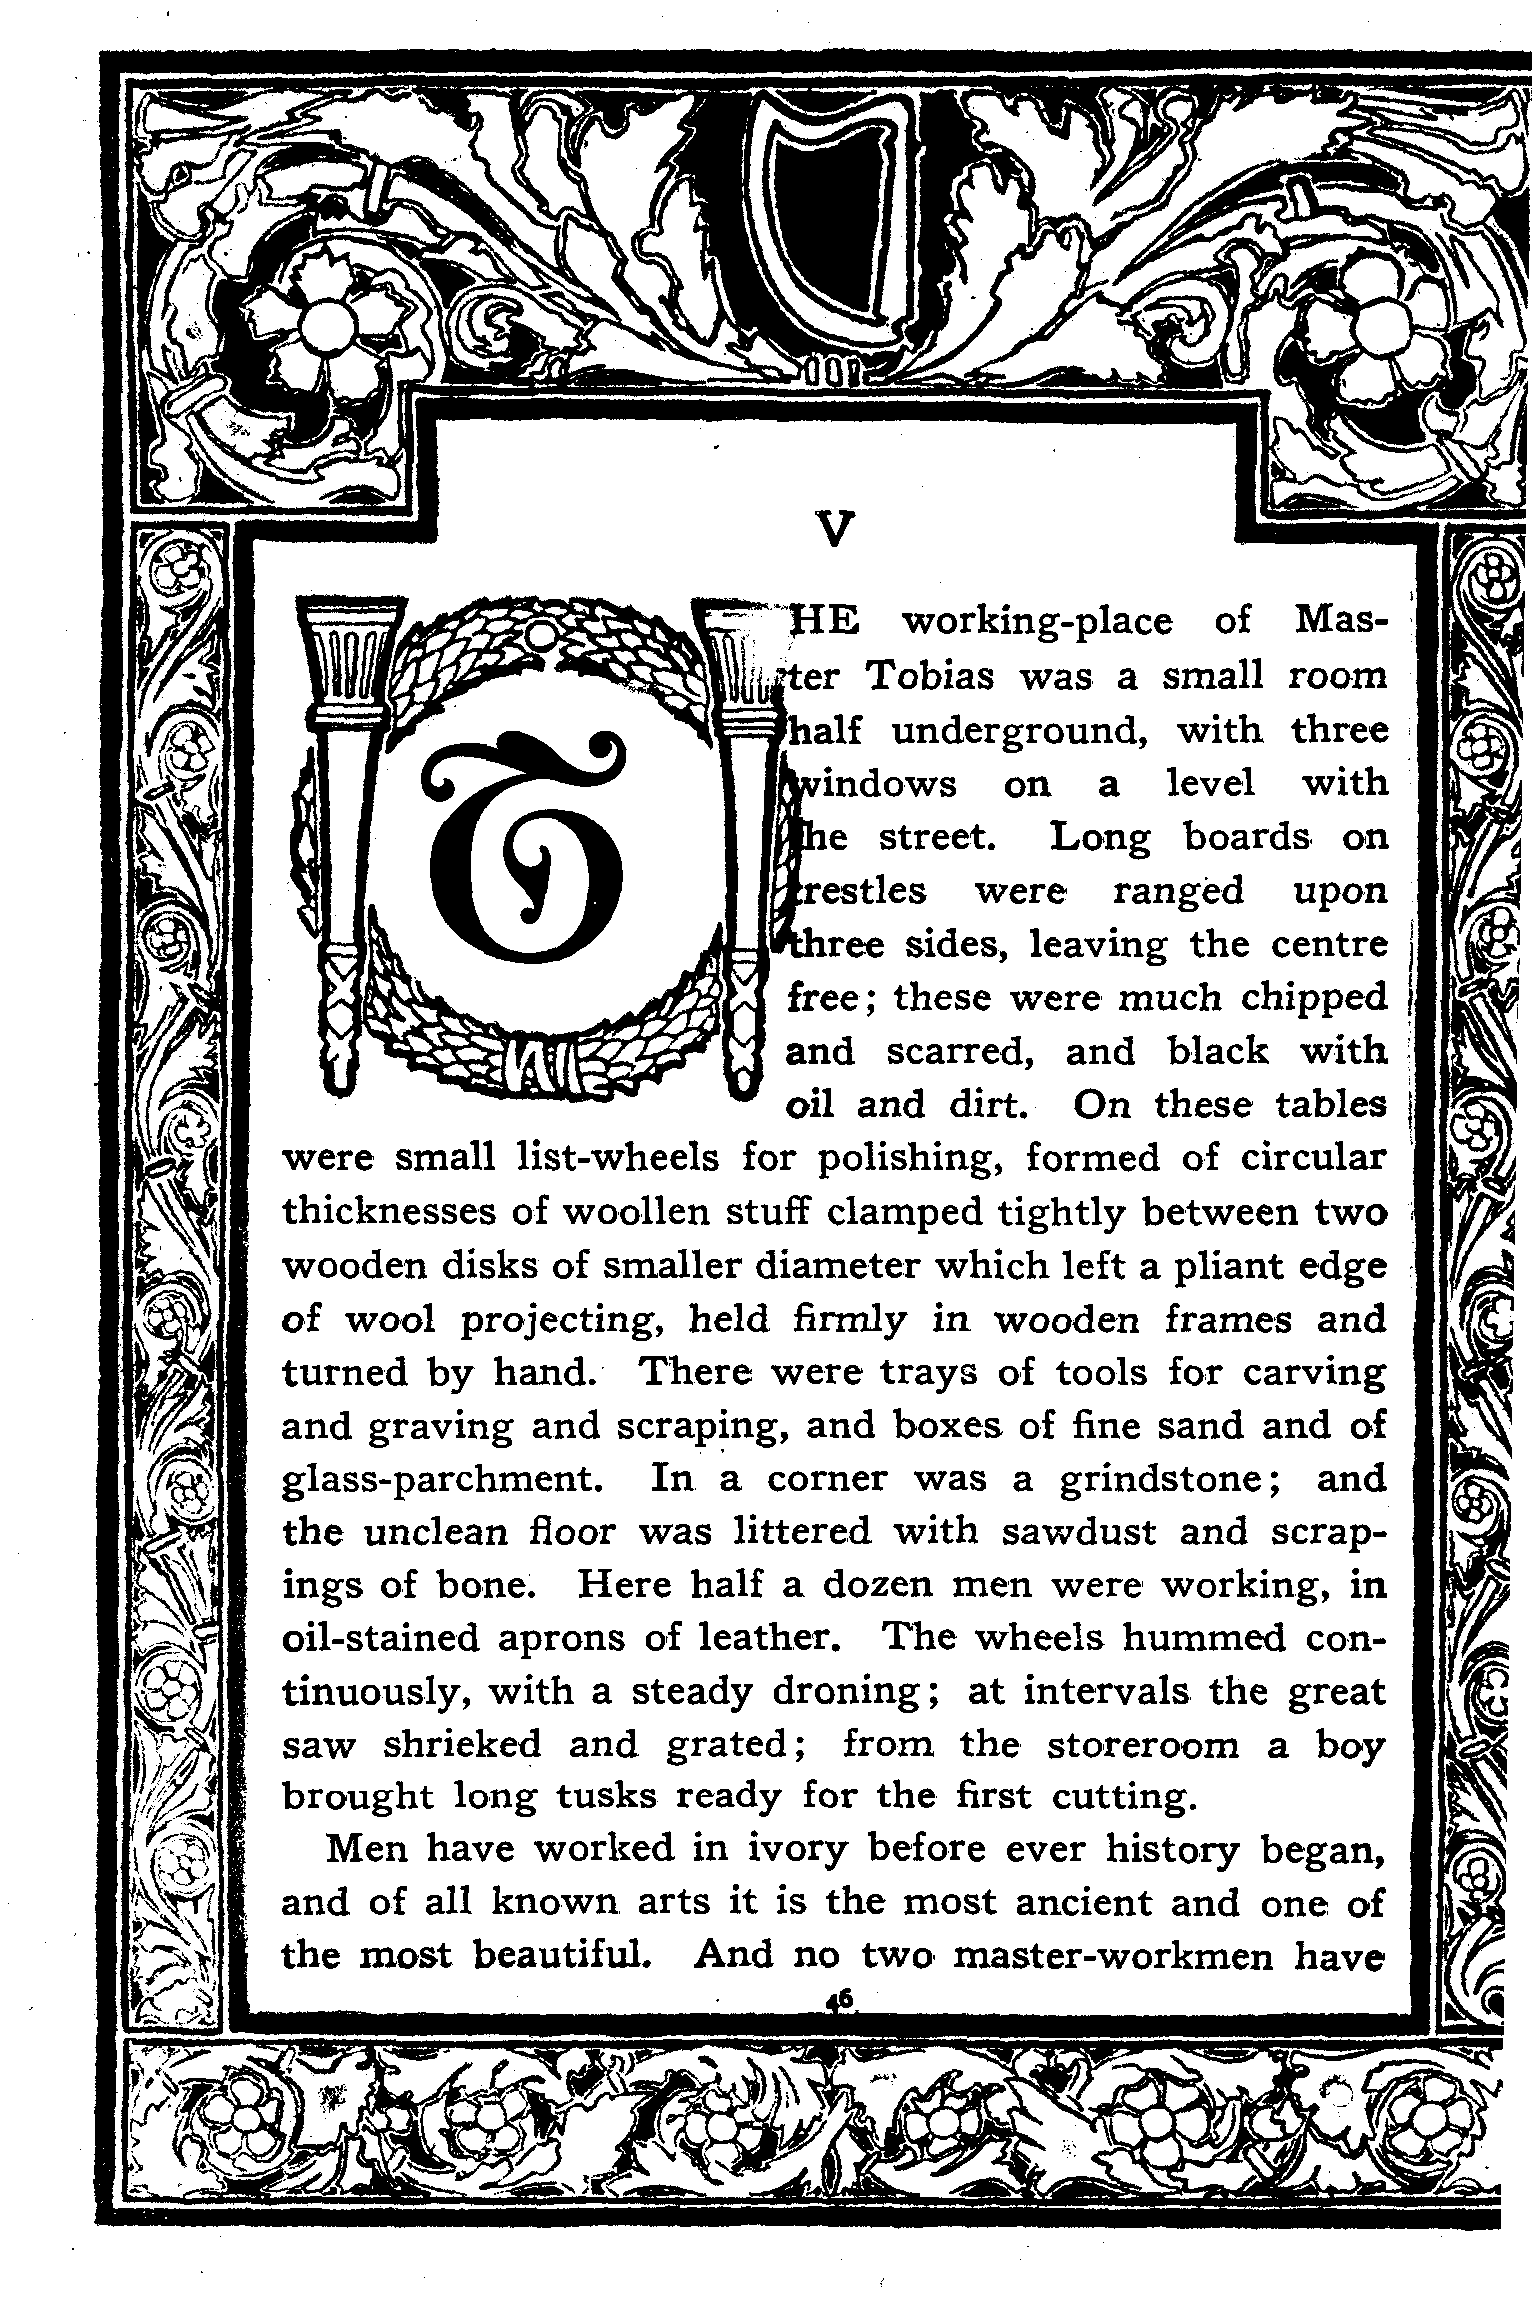 V
THE working-place of Mas-
ter Tobias was a small room
half underground, with three
windows on a level with
the street. Long boards on
trestles were ranged upon
three sides, leaving the centre
free; these were much chipped
and scarred, and black with
oil and dirt. On these tables
were small list-wheels for polishing, formed of circular
thicknesses of woollen stuff clamped tightly between two
wooden disks of smaller diameter which left a pliant edge
of wool projecting, held firmly in wooden frames and
turned by hand. There were trays of tools for carving
and graving and scraping, and boxes of fine sand and of
glass-parchment. In a corner was a grindstone; and
the unclean floor was littered with sawdust and scrap-
ings of bone. Here half a dozen men were working, in
oil-stained aprons of leather. The wheels hummed con-
tinuously, with a steady droning; at intervals the great
saw shrieked and grated; from the storeroom a boy
brought long tusks ready for the first cutting.
Men have worked in ivory before ever history began,
and of all known arts it is the most ancient and one of
the most beautiful. And no two master-workmen have
46